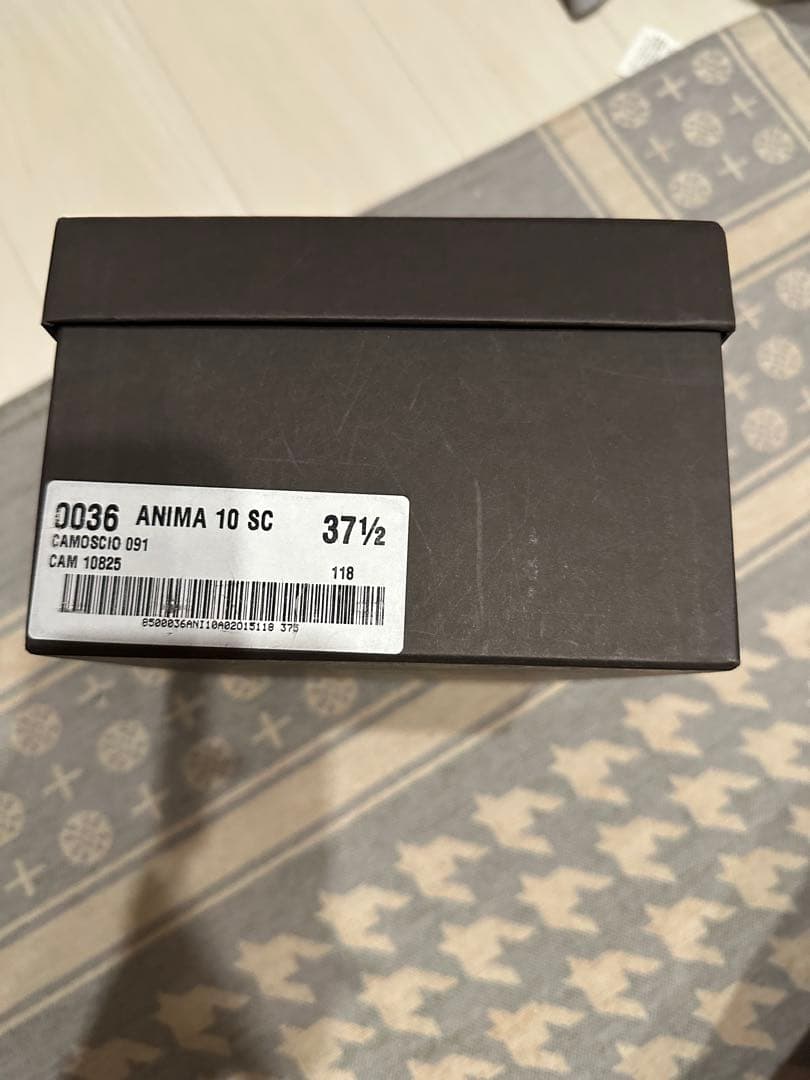 0036 ANIMA 10 SC 37½
CAMOSCIO 091
CAM 10825 118
8500036ANI10A02015118 375